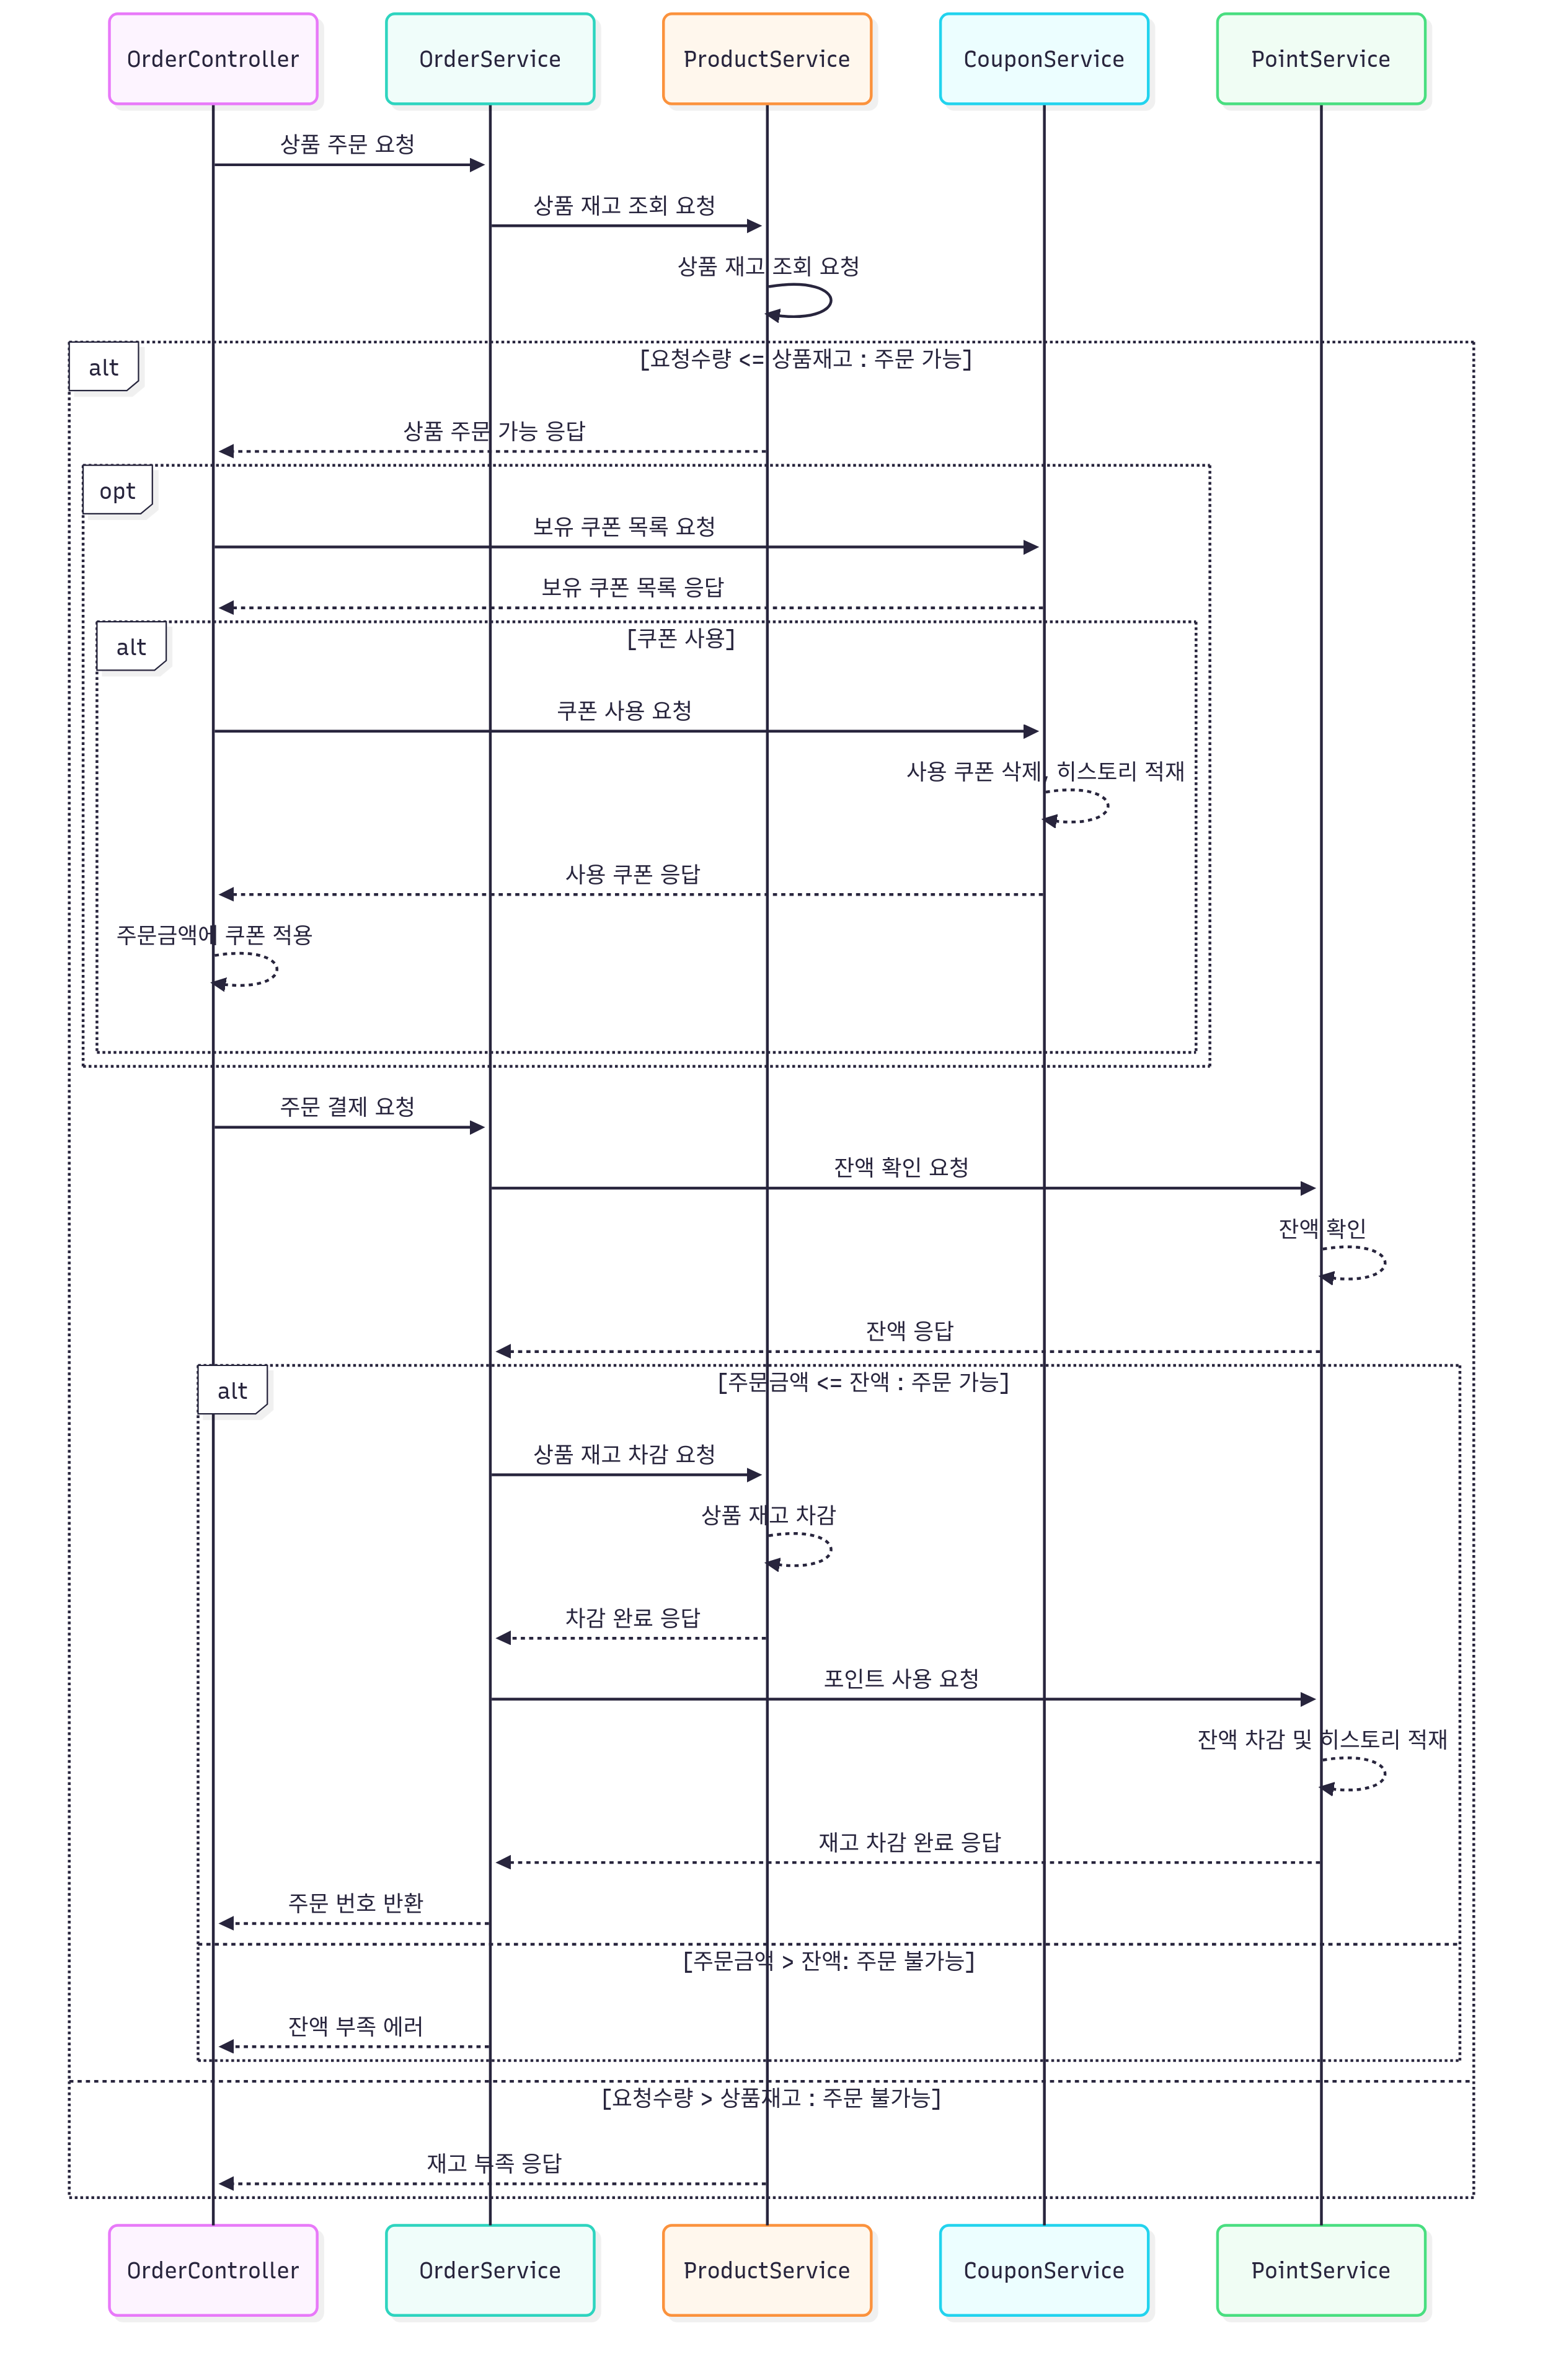 OrderController
OrderService
ProductService
CouponService
PointService
상품 주문 요청
상품 재고 조회 요청
상품 재고 조회 요청
alt
[요청수량 <= 상품재고 : 주문 가능]
상품 주문 가능 응답
opt
보유 쿠폰 목록 요청
보유 쿠폰 목록 응답
alt
[쿠폰 사용]
쿠폰 사용 요청
사용 쿠폰 삭제, 히스토리 적재
사용 쿠폰 응답
주문금액에 쿠폰 적용
주문 결제 요청
잔액 확인 요청
잔액 확인
잔액 응답
alt
[주문금액 <= 잔액 : 주문 가능]
상품 재고 차감 요청
상품 재고 차감
차감 완료 응답
포인트 사용 요청
잔액 차감 및 히스토리 적재
재고 차감 완료 응답
주문 번호 반환
[주문금액 > 잔액: 주문 불가능]
잔액 부족 에러
[요청수량 > 상품재고 : 주문 불가능]
재고 부족 응답
OrderController
OrderService
ProductService
CouponService
PointService